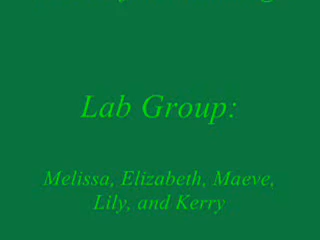 Lab Group:
Melissa, Elizabeth, Maeve,
Lily, and Kerry